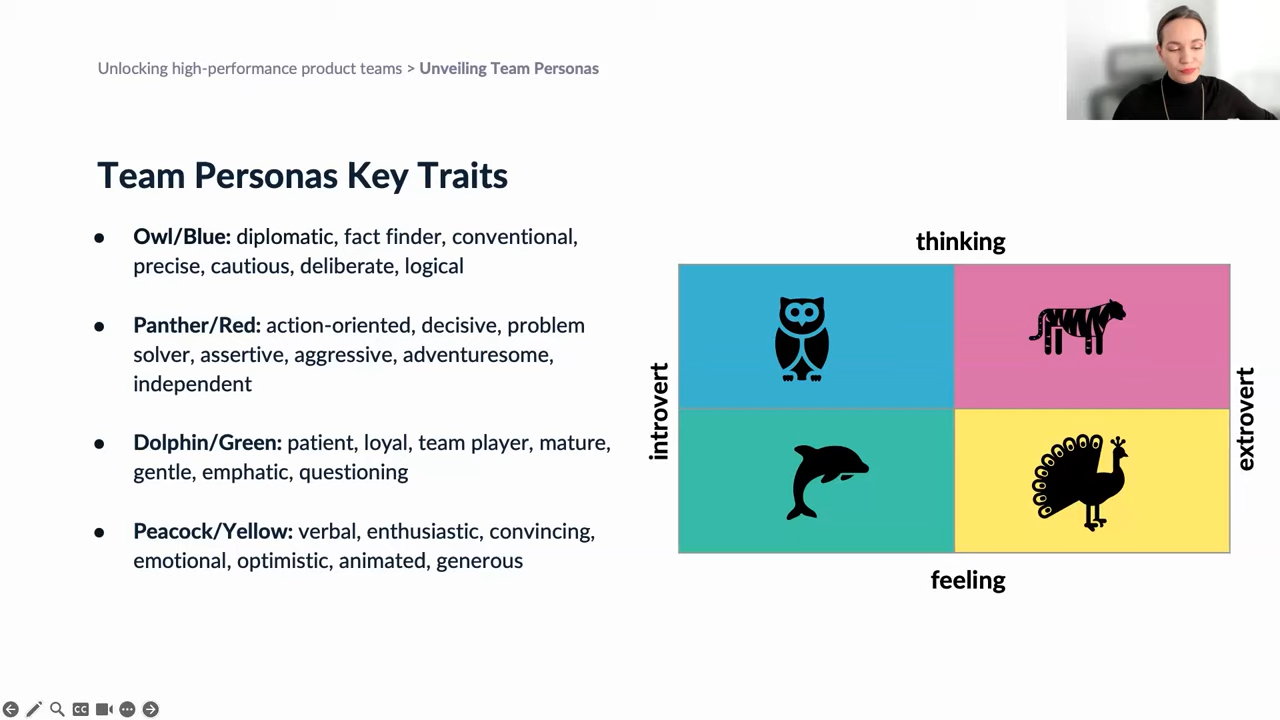 Unlocking high-performance product teams > Unveiling Team Personas
Team Personas Key Traits
● Owl/Blue: diplomatic, fact finder, conventional,
precise, cautious, deliberate, logical
● Panther/Red: action-oriented, decisive, problem
solver, assertive, aggressive, adventuresome,
independent
● Dolphin/Green: patient, loyal, team player, mature,
gentle, emphatic, questioning
● Peacock/Yellow: verbal, enthusiastic, convincing,
emotional, optimistic, animated, generous
thinking
introvert
extrovert
feeling
CC